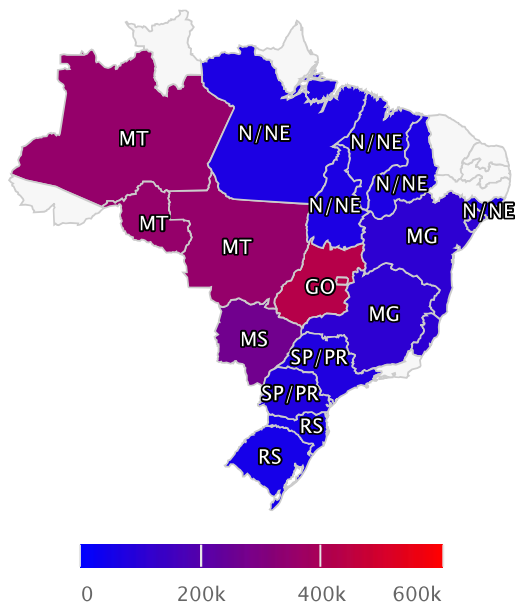 MT
N/NE
N/NE
N/NE
N/NE
N/NE
MT
MT
MG
GO
MG
MS
SP/PR
SP/PR
RS
RS
0 200k 400k 600k